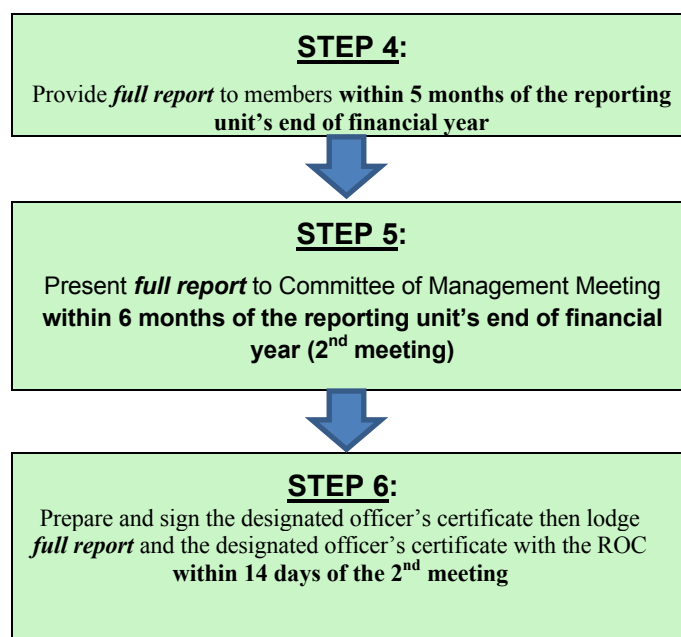 STEP 4:
Provide full report to members within 5 months of the reporting
unit’s end of financial year
STEP 5:
Present full report to Committee of Management Meeting
within 6 months of the reporting unit’s end of financial
year (2nd meeting)
STEP 6:
Prepare and sign the designated officer’s certificate then lodge
full report and the designated officer’s certificate with the ROC
within 14 days of the 2nd meeting